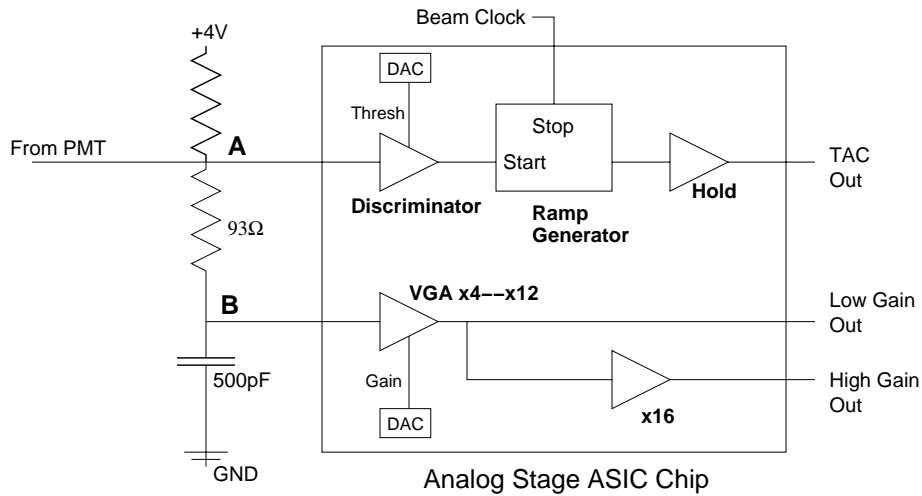 Beam Clock
+4V
DAC
Thresh
Stop
From PMT
A
Start
TAC
Out
Discriminator
Ramp
Generator
Hold
93Ω
B
VGA x4−−x12
Low Gain
Out
500pF
Gain
High Gain
Out
DAC
x16
GND
Analog Stage ASIC Chip